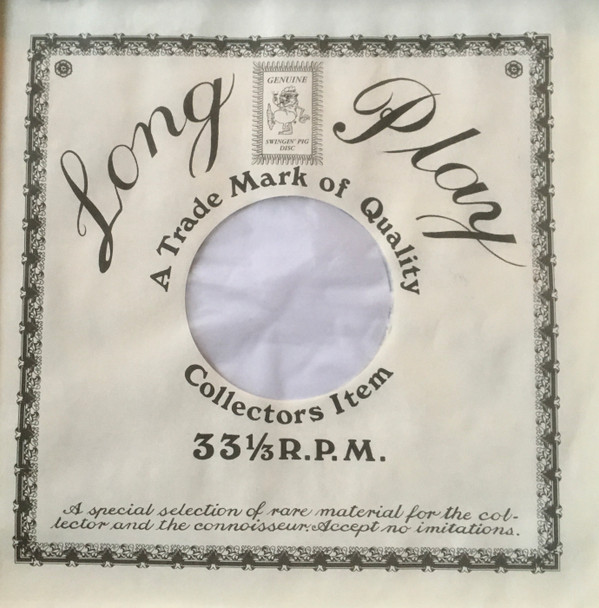 Long Play
GENUINE
SWINGIN' PIG
DISC
A Trade Mark of Quality
Collectors Item
33⅓ R.P.M.
A special selection of rare material for the col-
lector and the connoisseur. Accept no imitations.